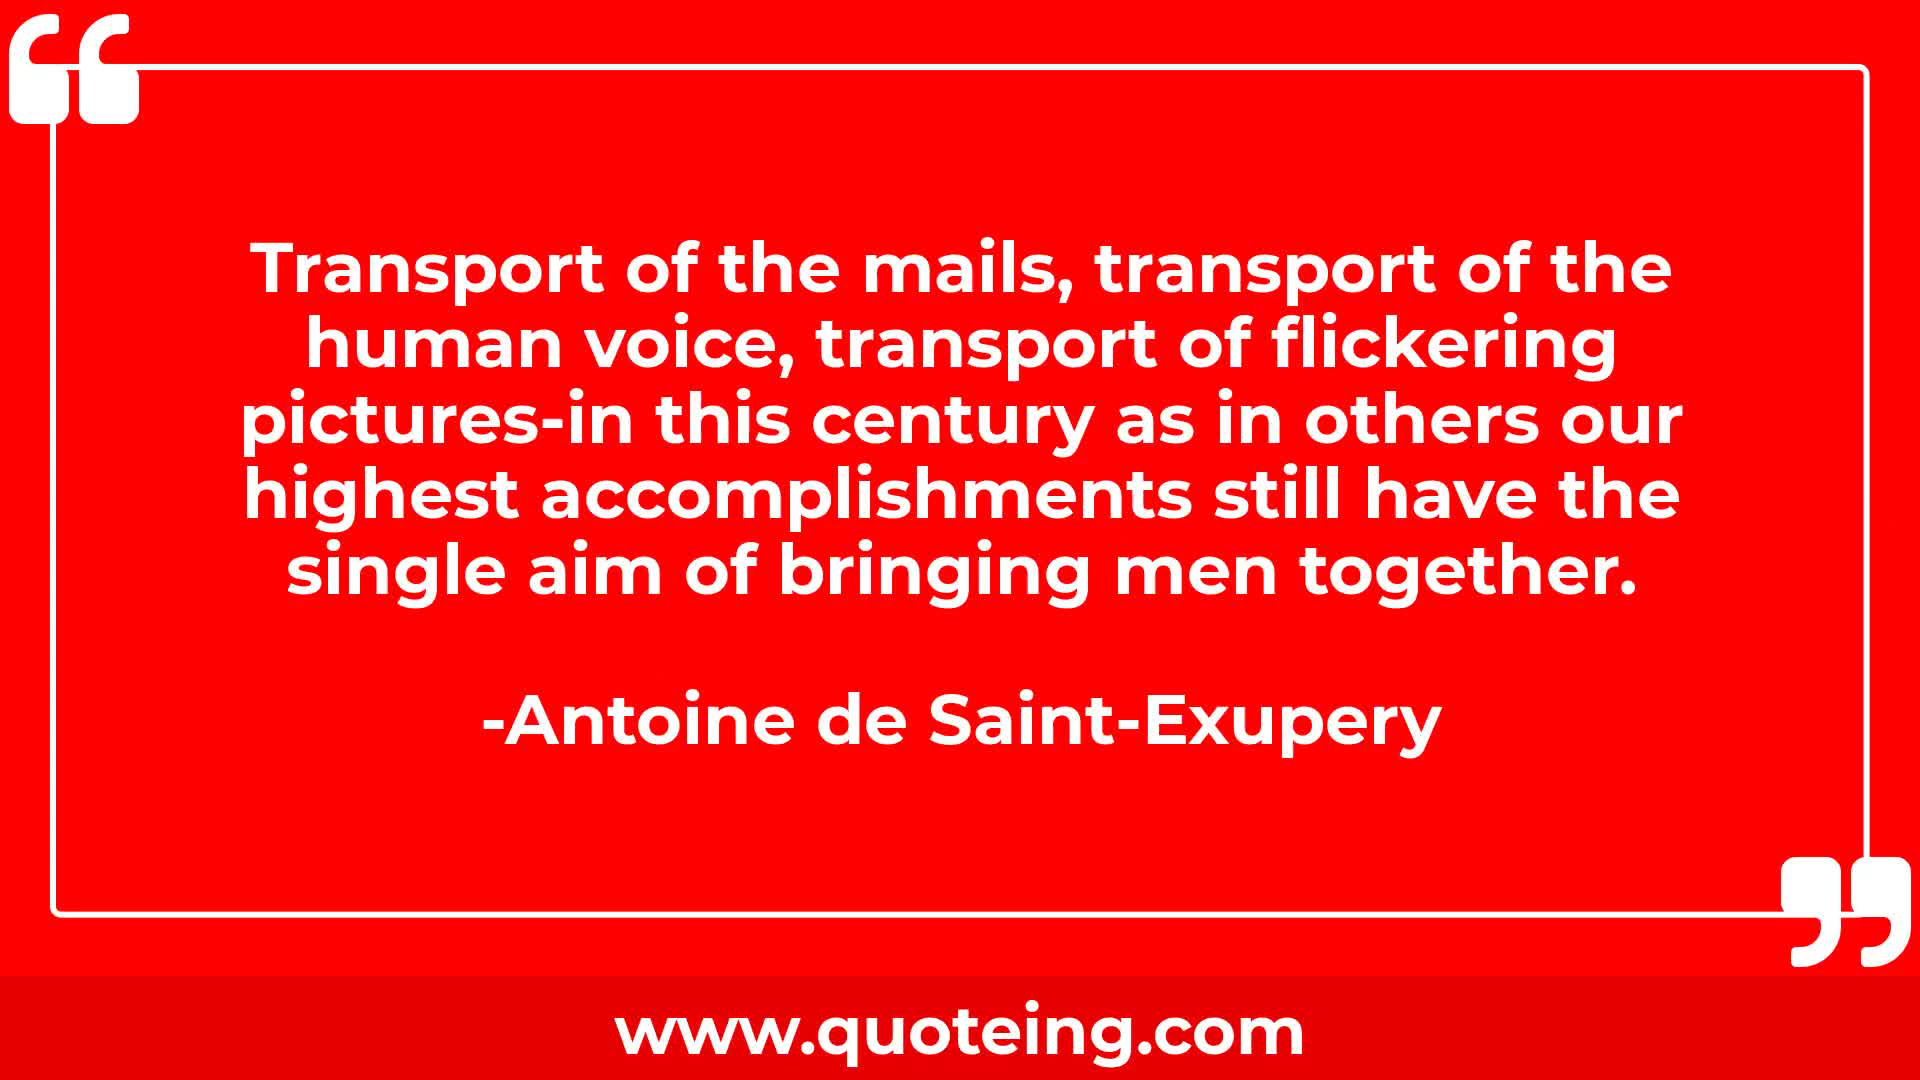 Transport of the mails, transport of the
human voice, transport of flickering
pictures-in this century as in others our
highest accomplishments still have the
single aim of bringing men together.
-Antoine de Saint-Exupery
www.quoteing.com